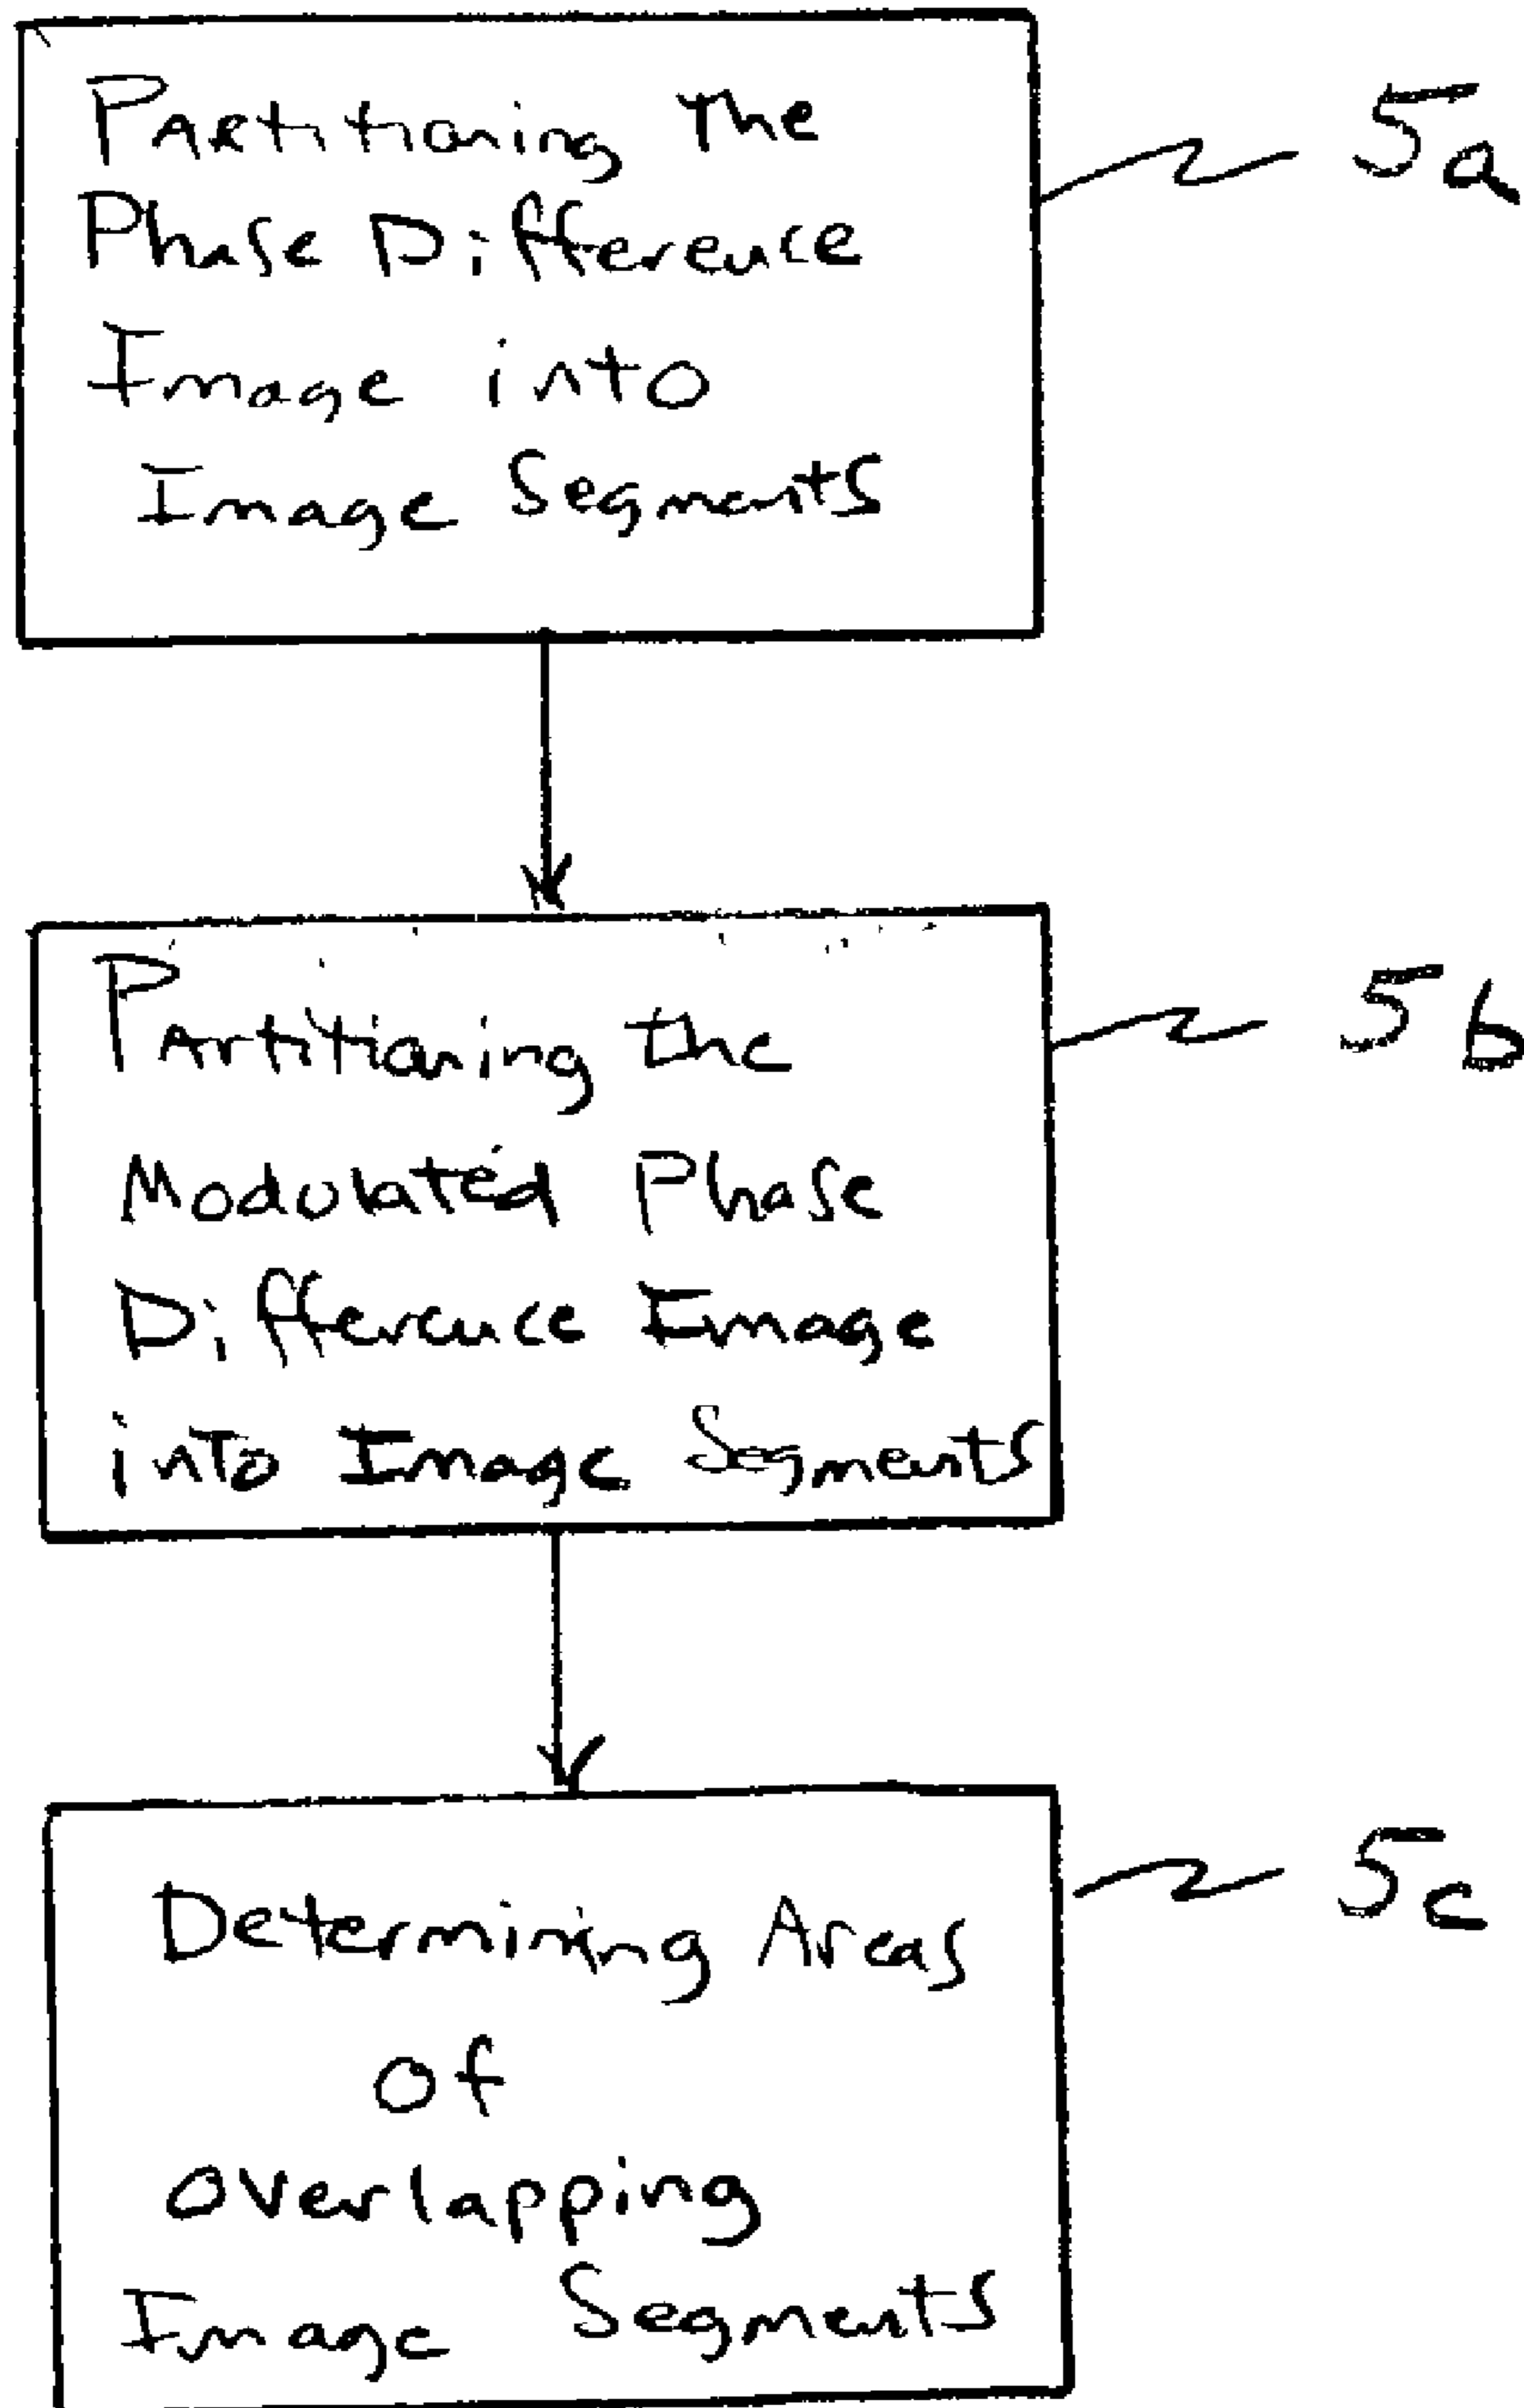 Partitioning The
Phase Difference
Image into
Image Segments
5a
Partitioning the
Modulated Phase
Difference Image
into Image Segments
5b
Determining Areas
Of
Overlapping
Image Segments
5c